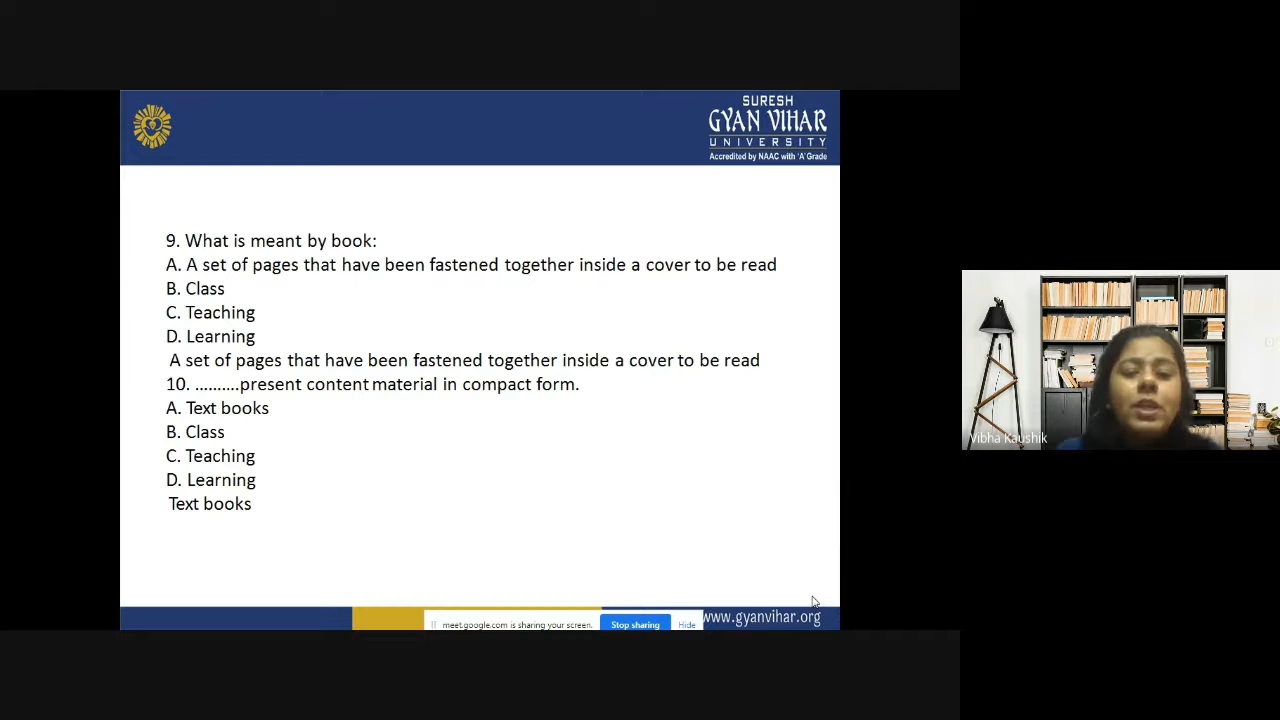 SURESH
GYAN VIHAR
UNIVERSITY
Accredited by NAAC with 'A' Grade
9. What is meant by book:
A. A set of pages that have been fastened together inside a cover to be read
B. Class
C. Teaching
D. Learning
A set of pages that have been fastened together inside a cover to be read
10. ..........present content material in compact form.
A. Text books
B. Class
C. Teaching
D. Learning
Text books
Vibha Kaushik
meet.google.com is sharing your screen.
Stop sharing
Hide
www.gyanvihar.org